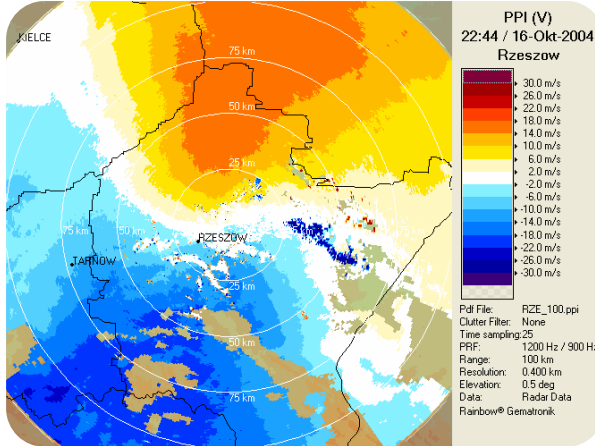 PPI (V)
22:44 / 16-Okt-2004
Rzeszow
KIELCE
75 km
50 km
25 km
75 km
50 km
RZESZOW
75 km
TARNOW
25 km
50 km
75 km
30.0 m/s
26.0 m/s
22.0 m/s
18.0 m/s
14.0 m/s
10.0 m/s
6.0 m/s
2.0 m/s
-2.0 m/s
-6.0 m/s
-10.0 m/s
-14.0 m/s
-18.0 m/s
-22.0 m/s
-26.0 m/s
-30.0 m/s
Pdf File: RZE_100.ppi
Clutter Filter: None
Time sampling:25
PRF: 1200 Hz / 900 Hz
Range: 100 km
Resolution: 0.400 km
Elevation: 0.5 deg
Data: Radar Data
Rainbow® Gematronik